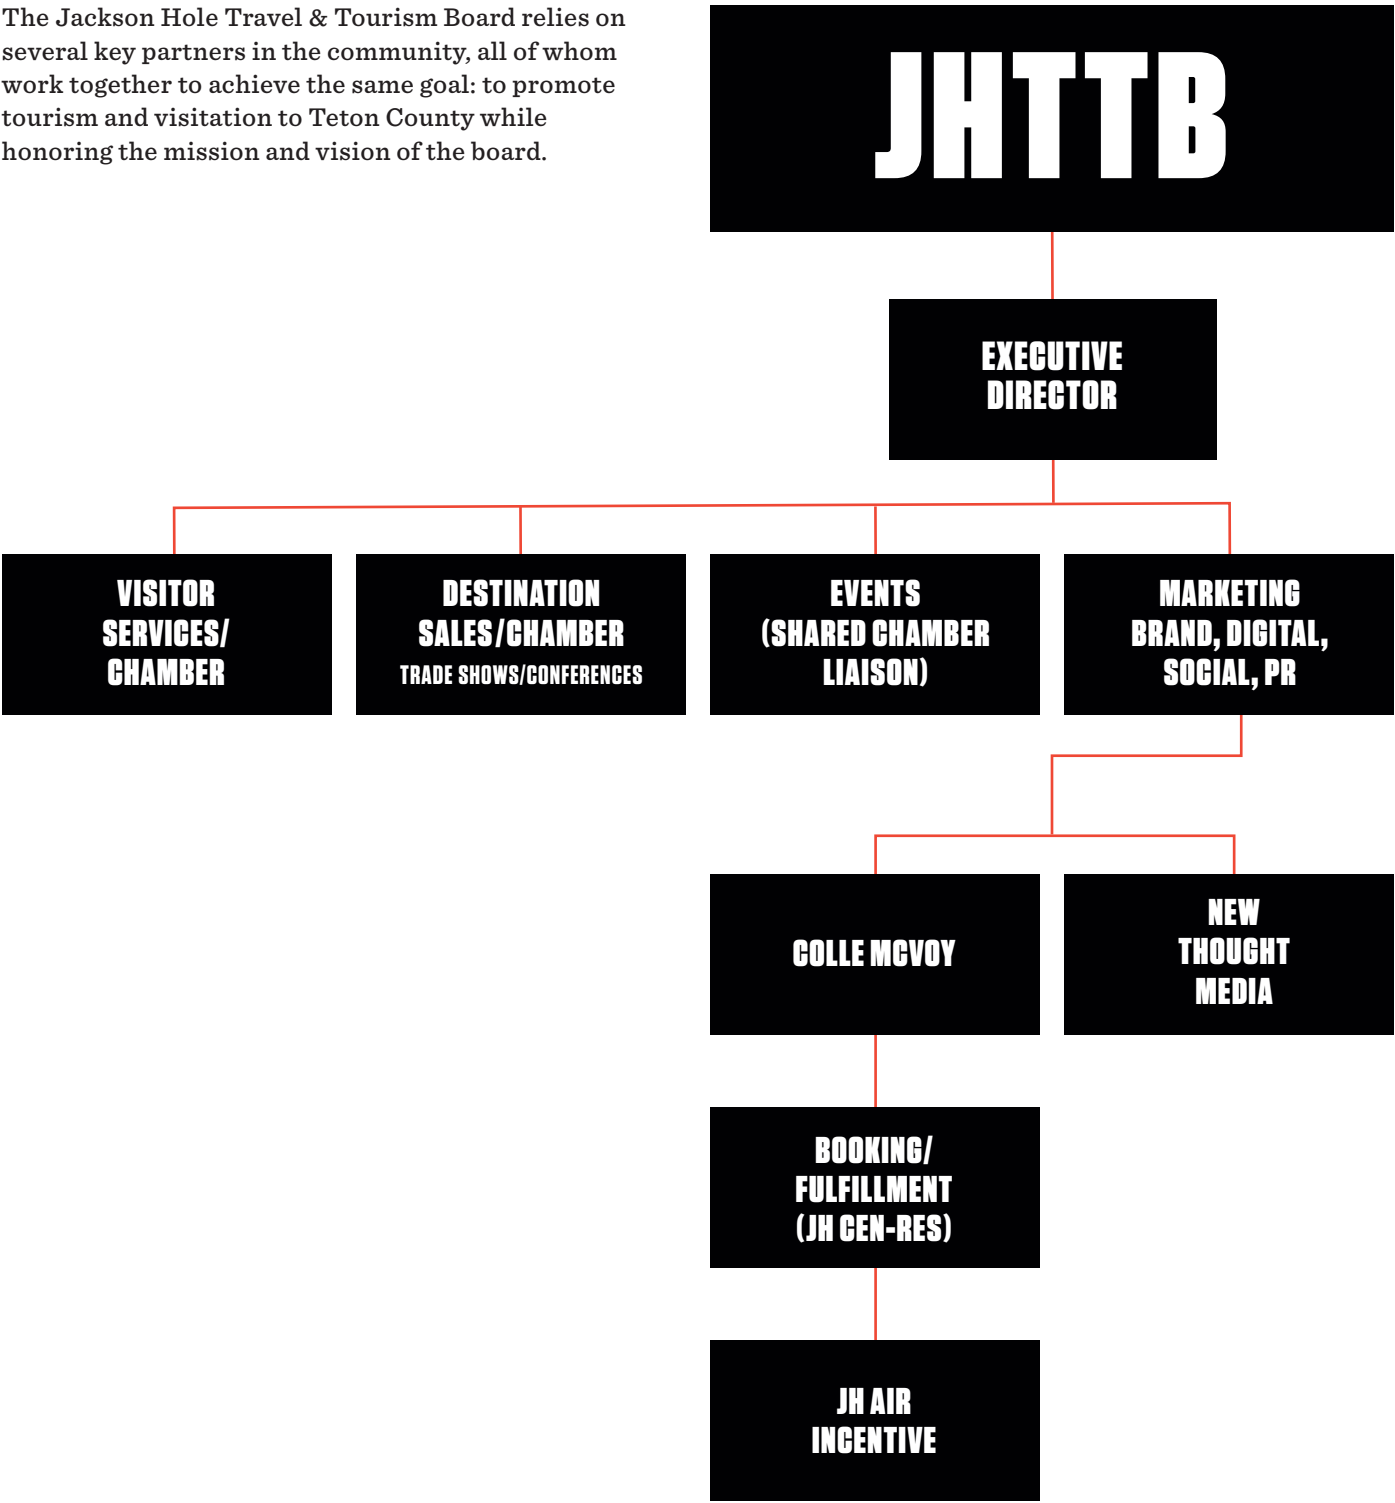 The Jackson Hole Travel & Tourism Board relies on
several key partners in the community, all of whom
work together to achieve the same goal: to promote
tourism and visitation to Teton County while
honoring the mission and vision of the board.
JHTTB
EXECUTIVE
DIRECTOR
VISITOR
SERVICES/
CHAMBER
DESTINATION
SALES/CHAMBER
TRADE SHOWS/CONFERENCES
EVENTS
(SHARED CHAMBER
LIAISON)
MARKETING
BRAND, DIGITAL,
SOCIAL, PR
COLLE MCVOY
NEW
THOUGHT
MEDIA
BOOKING/
FULFILLMENT
(JH CEN-RES)
JH AIR
INCENTIVE